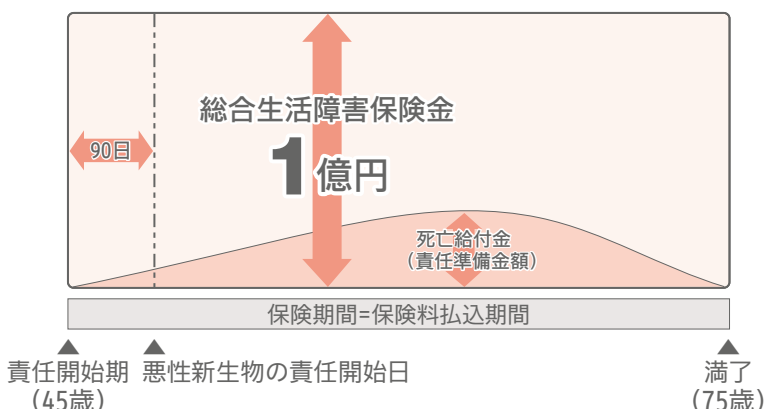 総合生活障害保険金
90日
1億円
死亡給付金
（責任準備金額）
保険期間=保険料払込期間
責任開始期
（45歳）
悪性新生物の責任開始日
満了
（75歳）